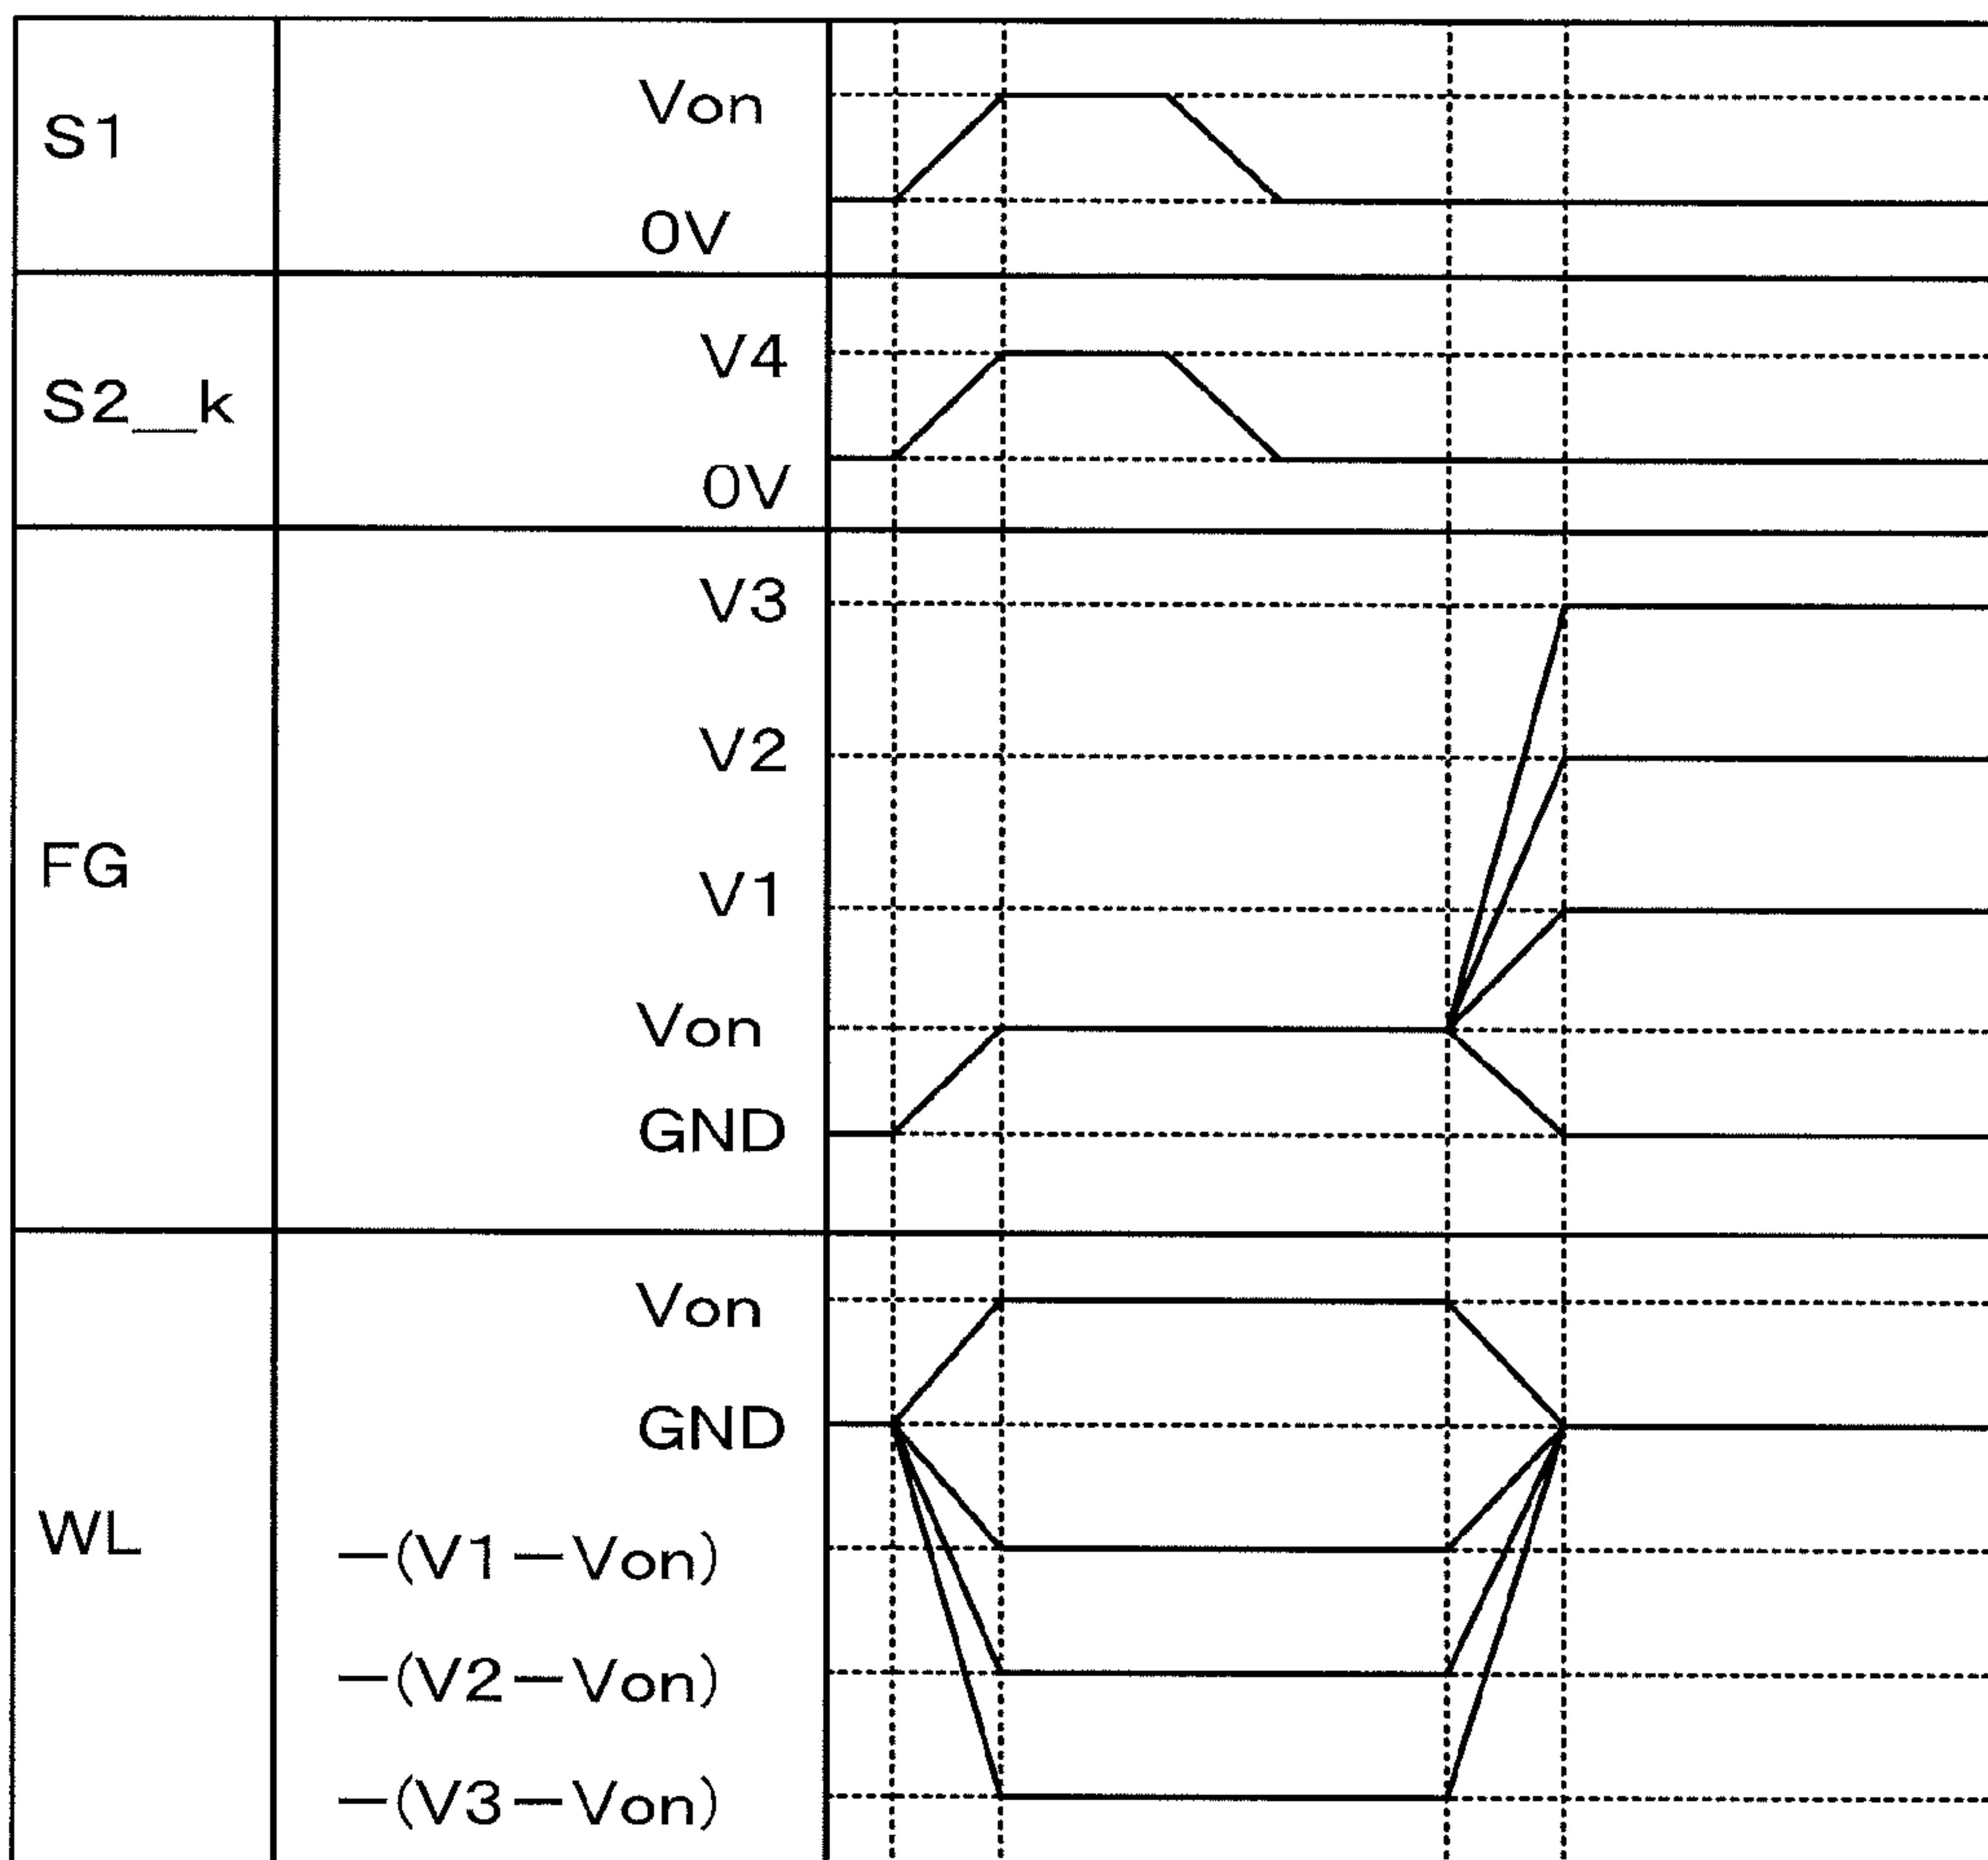 S1
Von
0V
S2_k
V4
0V
FG
V3
V2
V1
Von
GND
WL
Von
GND
−(V1−Von)
−(V2−Von)
−(V3−Von)